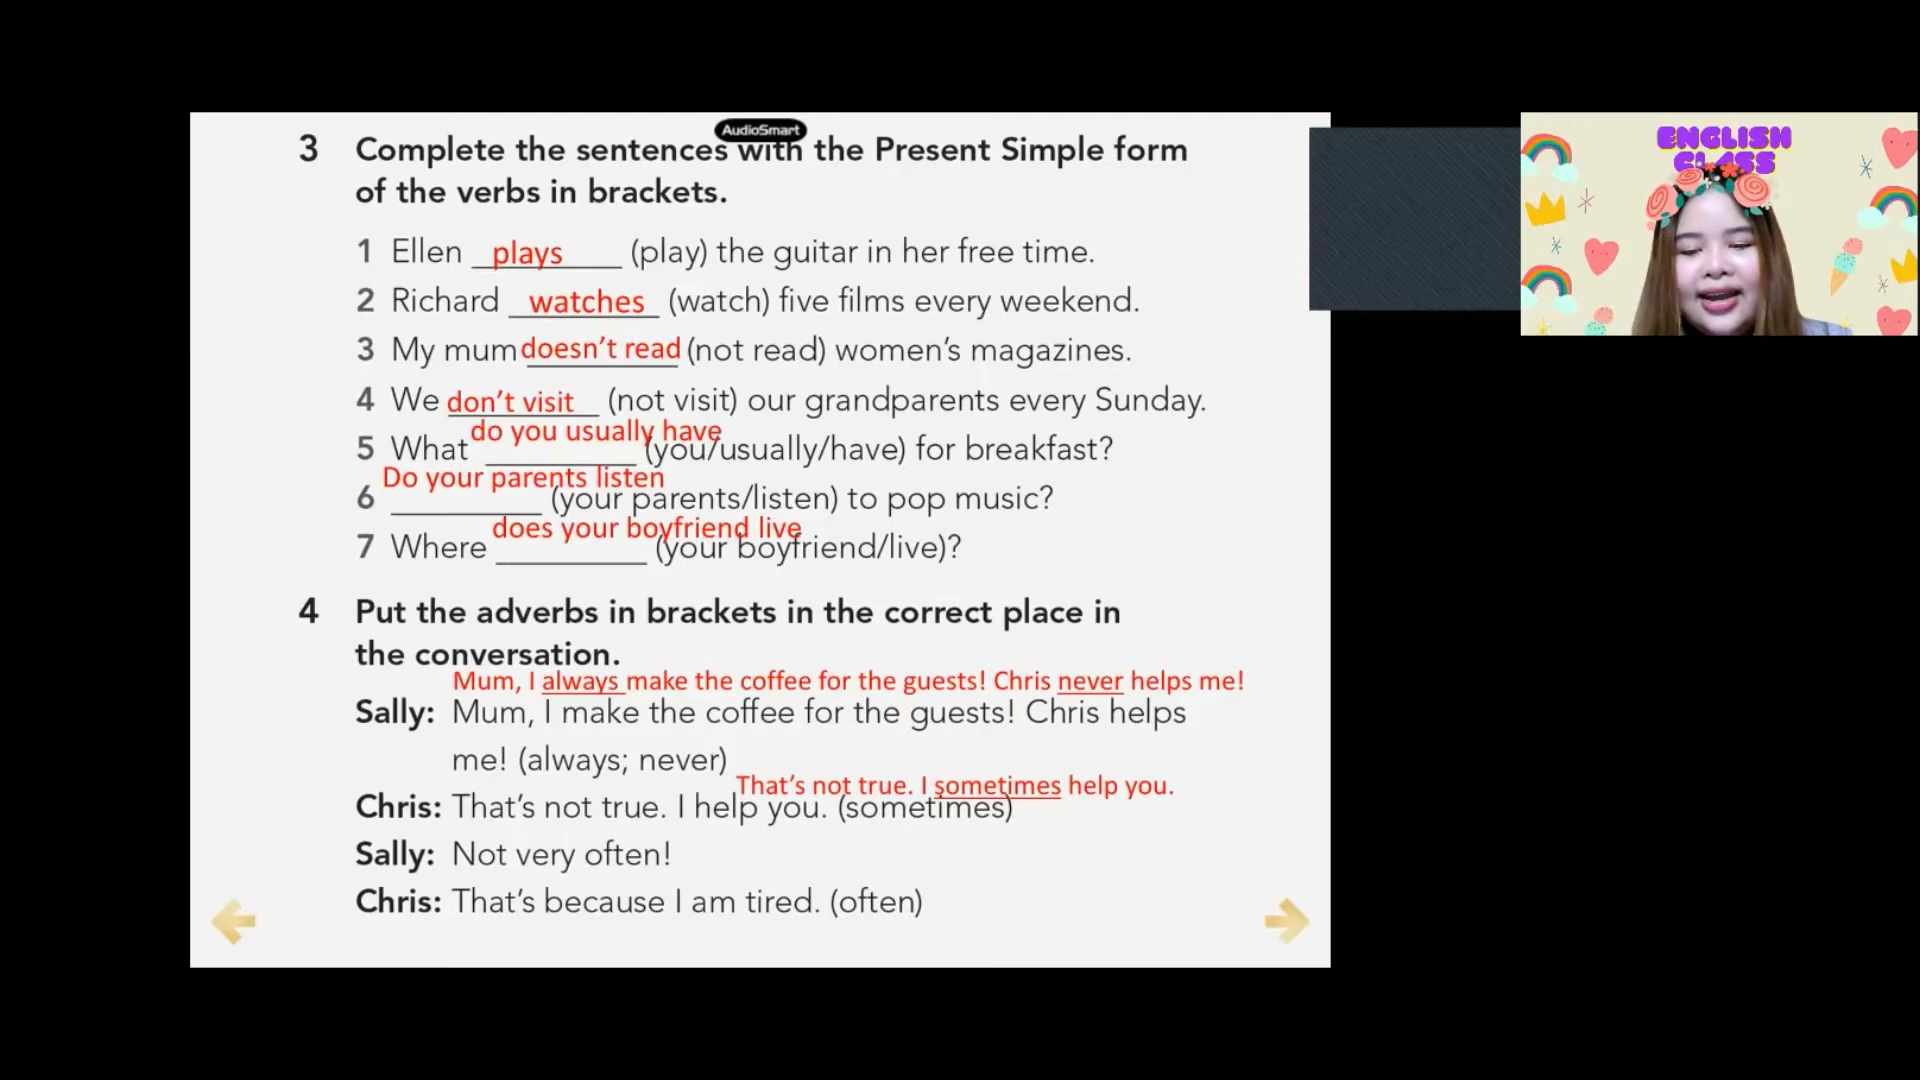 AudioSmart
3 Complete the sentences with the Present Simple form
of the verbs in brackets.
1 Ellen plays (play) the guitar in her free time.
2 Richard watches (watch) five films every weekend.
3 My mum doesn't read (not read) women's magazines.
4 We don't visit (not visit) our grandparents every Sunday.
do you usually have
5 What ________ (you/usually/have) for breakfast?
Do your parents listen
6 ________ (your parents/listen) to pop music?
does your boyfriend live
7 Where ________ (your boyfriend/live)?
4 Put the adverbs in brackets in the correct place in
the conversation.
Mum, I always make the coffee for the guests! Chris never helps me!
Sally: Mum, I make the coffee for the guests! Chris helps
me! (always; never)
That's not true. I sometimes help you.
Chris: That's not true. I help you. (sometimes)
Sally: Not very often!
Chris: That's because I am tired. (often)
ENGLISH
CLASS